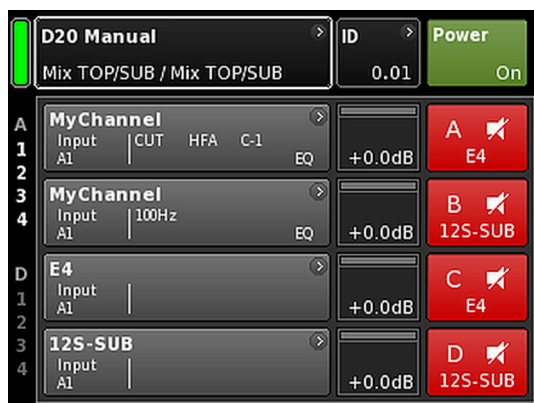 D20 Manual
Mix TOP/SUB / Mix TOP/SUB
ID
0.01
Power
On
A
1
2
3
4
D
1
2
3
4
MyChannel
Input CUT HFA C-1
A1 EQ
+0.0dB
A
E4
MyChannel
Input 100Hz
A1 EQ
+0.0dB
B
12S-SUB
E4
Input
A1
+0.0dB
C
E4
12S-SUB
Input
A1
+0.0dB
D
12S-SUB